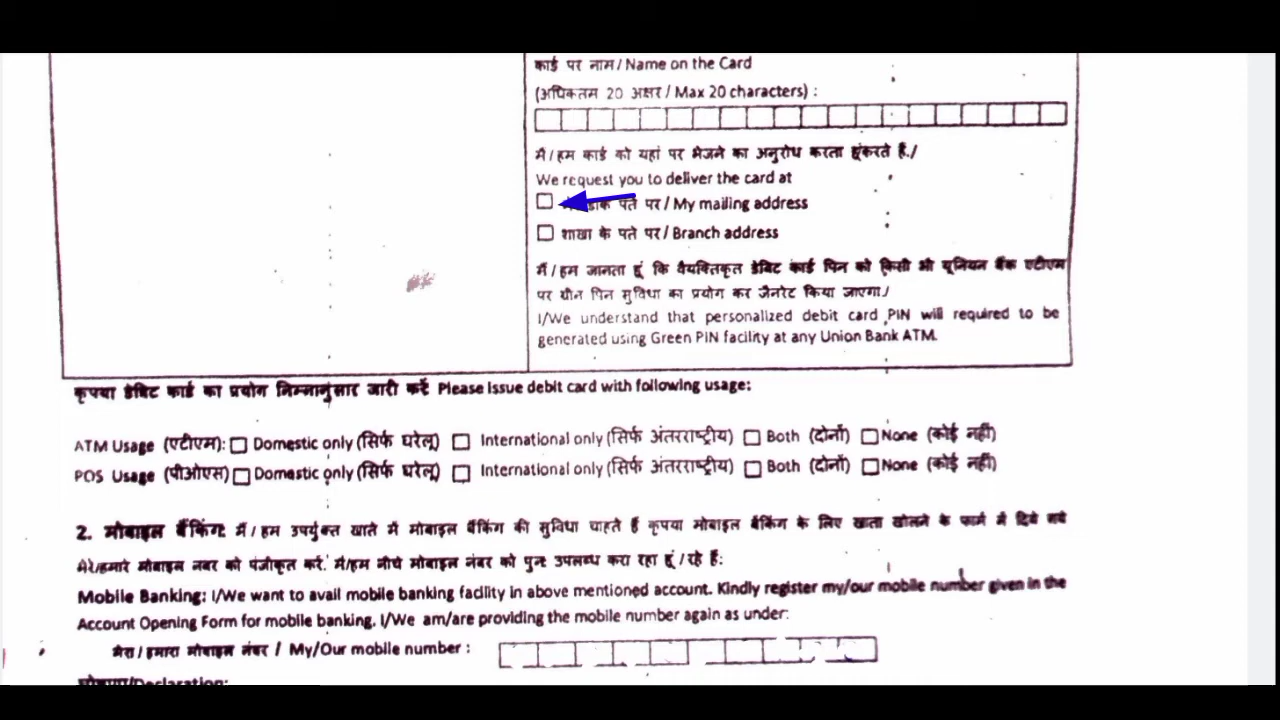 कार्ड पर नाम/Name on the Card
(अधिकतम 20 अक्षर/Max 20 characters) :
मैं/हम कार्ड को यहां पर भेजने का अनुरोध करता हूंकरते हैं./
We request you to deliver the card at
डाक पते पर/My mailing address
शाखा के पते पर/Branch address
मैं/हम जानता हूं कि वैयक्तिकृत डेबिट कार्ड पिन को किसी भी यूनियन बैंक एटीएम
पर ग्रीन पिन सुविधा का प्रयोग कर जैनरेट किया जाएगा./
I/We understand that personalized debit card PIN will required to be
generated using Green PIN facility at any Union Bank ATM.
कृपया डेबिट कार्ड का प्रयोग निम्नानुसार जारी करें Please issue debit card with following usage:
ATM Usage (एटीएम): Domestic only (सिर्फ घरेलू) International only (सिर्फ अंतरराष्ट्रीय) Both (दोनों) None (कोई नहीं)
POS Usage (पीओएस) Domestic only (सिर्फ घरेलू) International only (सिर्फ अंतरराष्ट्रीय) Both (दोनों) None (कोई नहीं)
2. मोबाइल बैंकिंग: मैं/हम उपर्युक्त खाते में मोबाइल बैंकिंग की सुविधा चाहते हैं कृपया मोबाइल बैंकिंग के लिए खाता खोलने के फार्म में दिये गये
मेरे/हमारे मोबाइल नंबर को पंजीकृत करें. मैं/हम नीचे मोबाइल नंबर को पुनः उपलब्ध करा रहा हूं/रहे हैं:
Mobile Banking: I/We want to avail mobile banking facility in above mentioned account. Kindly register my/our mobile number given in the
Account Opening Form for mobile banking. I/We am/are providing the mobile number again as under:
मेरा/हमारा मोबाइल नंबर / My/Our mobile number :
घोषणा/Declaration: